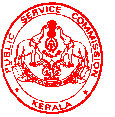 PUBLIC SERVICE COMMISSION
KERALA